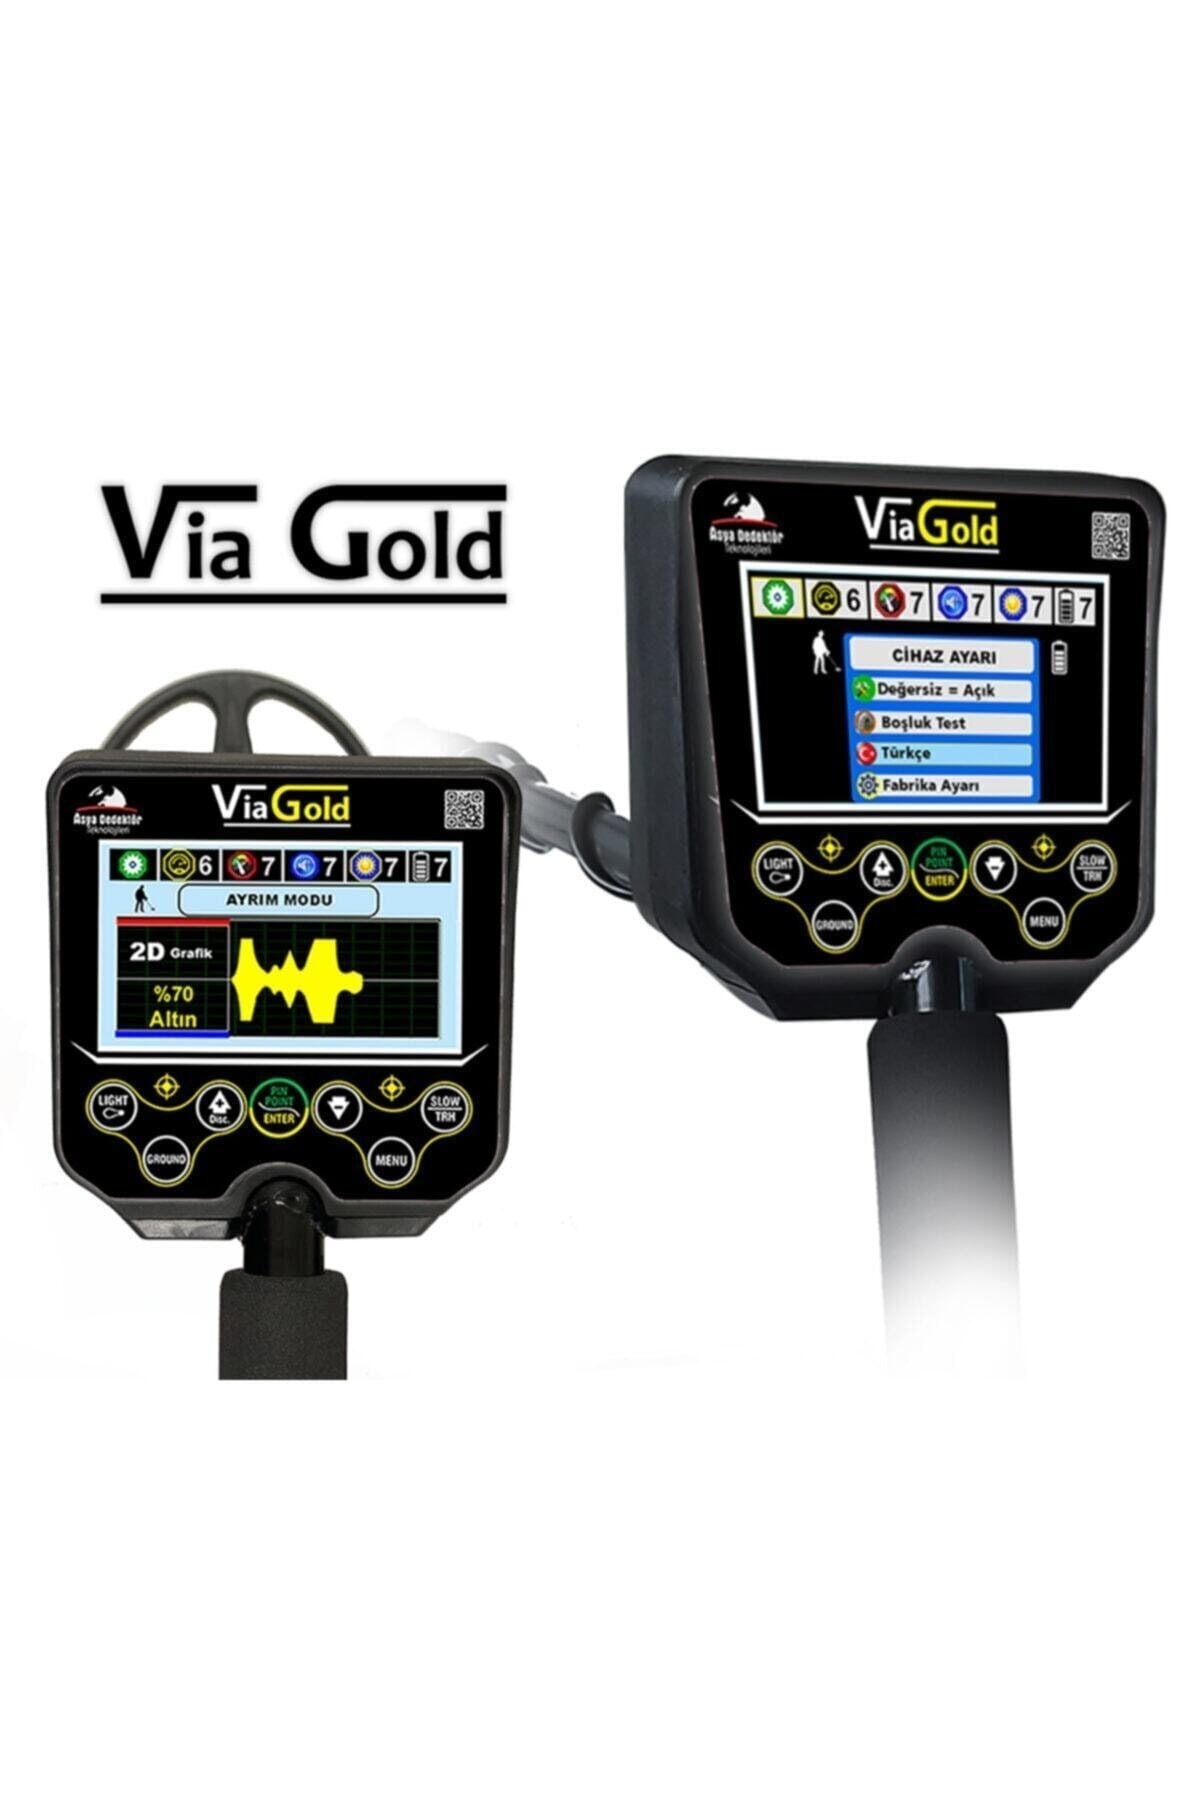 Via Gold
Asya Dedektör
Teknolojileri
ViaGold
6 7 7 7 7
CİHAZ AYARI
Değersiz = Açık
Boşluk Test
Türkçe
Fabrika Ayarı
LIGHT
Disc.
PIN
POINT
ENTER
SLOW
TRH
GROUND
MENU
Asya Dedektör
Teknolojileri
ViaGold
6 7 7 7 7
AYRIM MODU
2D Grafik
%70
Altın
LIGHT
Disc.
PIN
POINT
ENTER
SLOW
TRH
GROUND
MENU